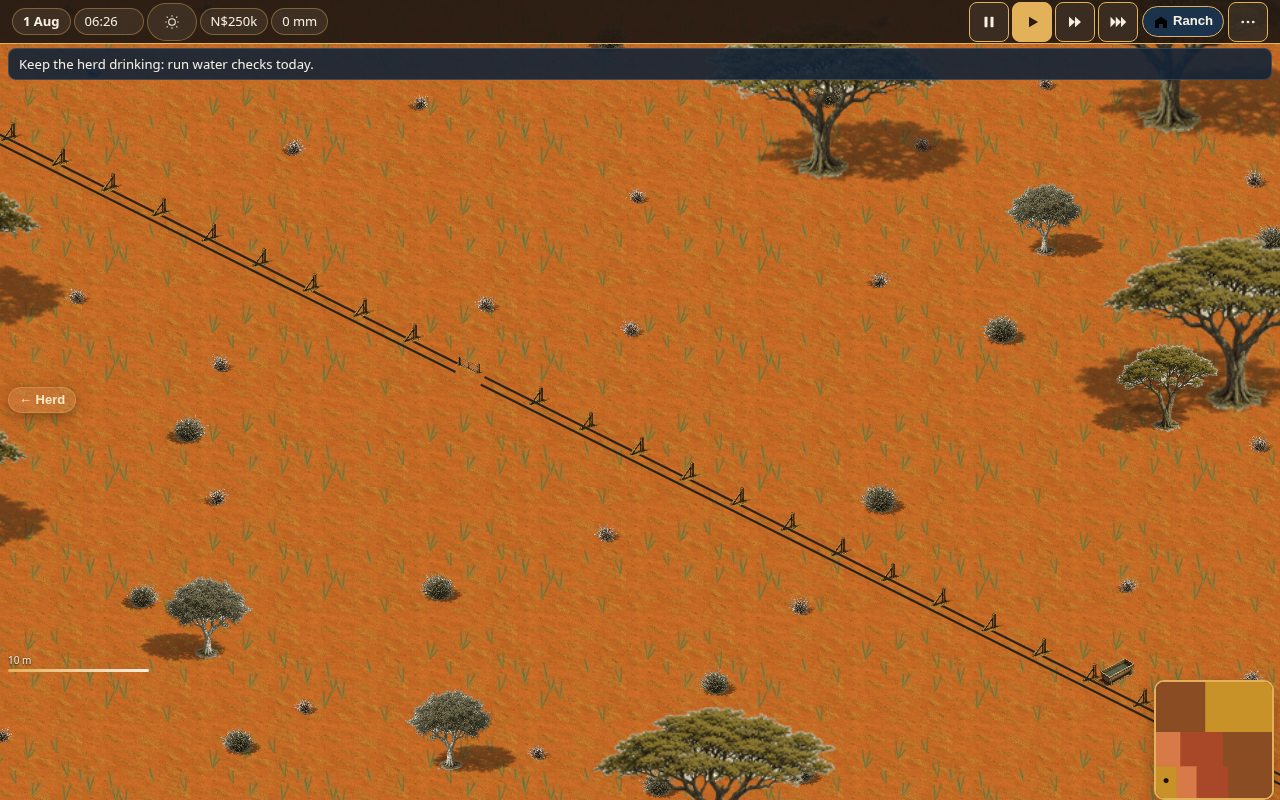 1 Aug
06:26
N$250k
0 mm
Ranch
Keep the herd drinking: run water checks today.
← Herd
10 m